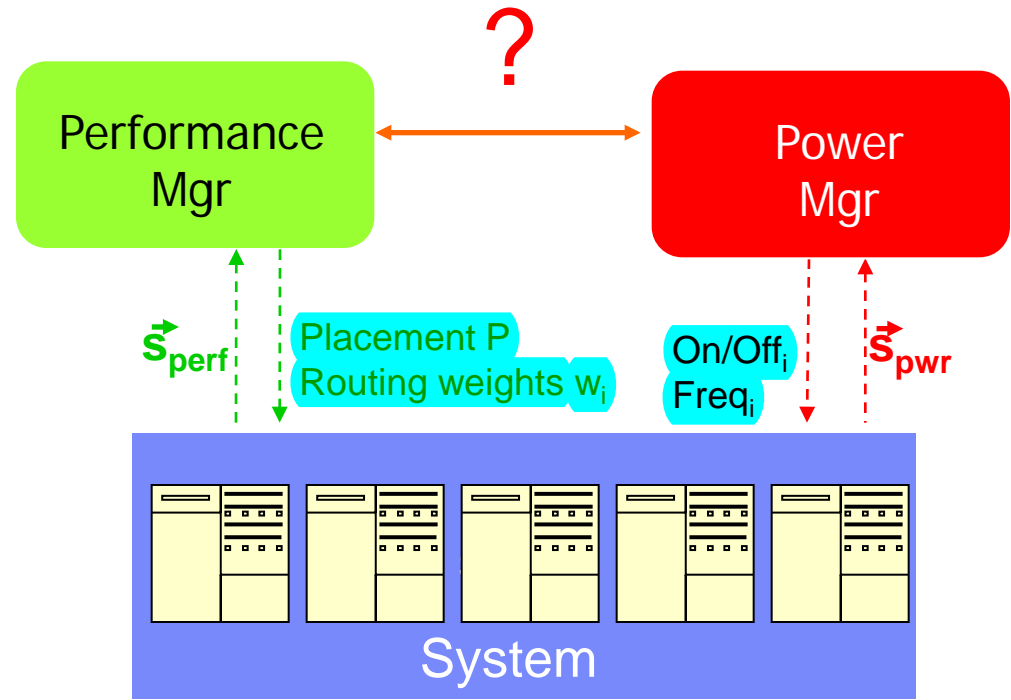 ?
Performance
Mgr
Power
Mgr
s⃗perf
Placement P
Routing weights wi
On/Offi
Freqi
s⃗pwr
System